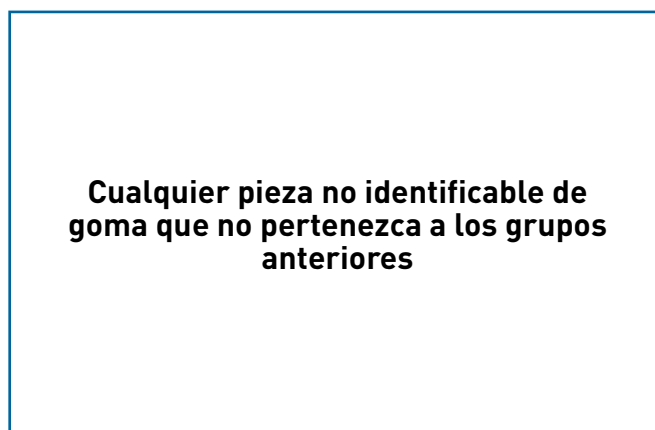 Cualquier pieza no identificable de
goma que no pertenezca a los grupos
anteriores